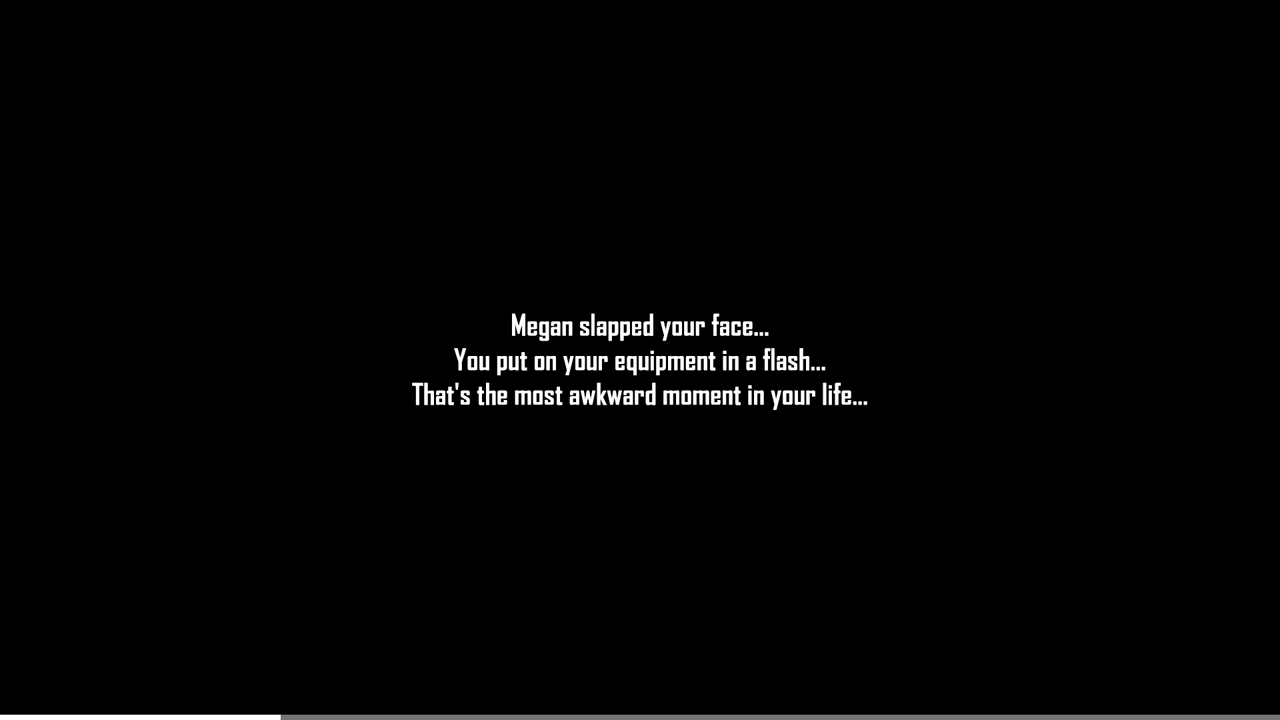 Megan slapped your face...
You put on your equipment in a flash...
That's the most awkward moment in your life...